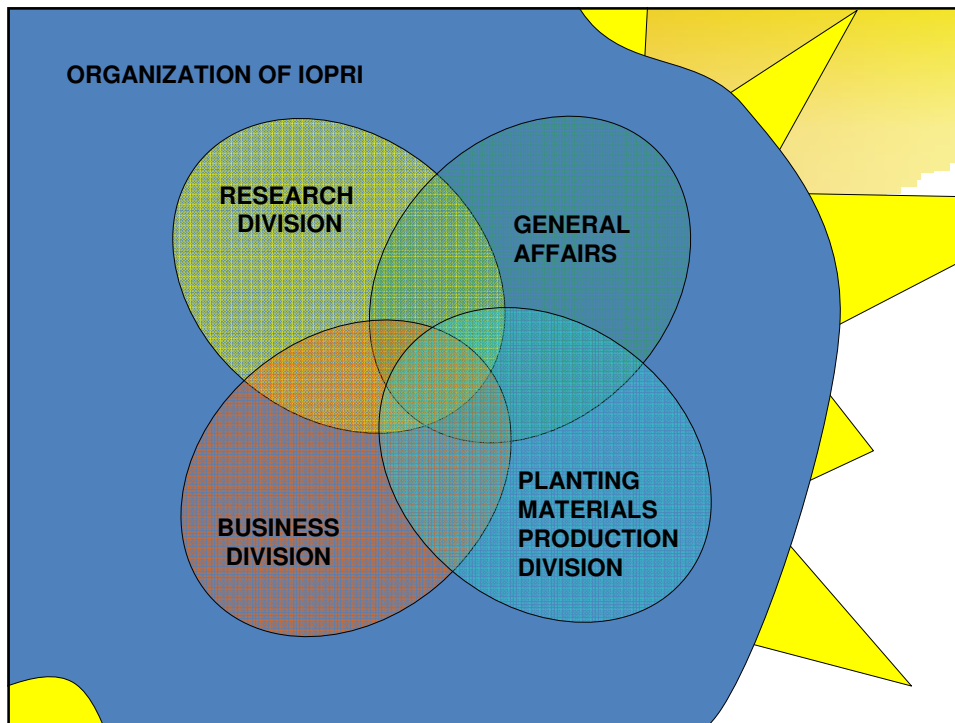 ORGANIZATION OF IOPRI
RESEARCH
DIVISION
GENERAL
AFFAIRS
BUSINESS
DIVISION
PLANTING
MATERIALS
PRODUCTION
DIVISION